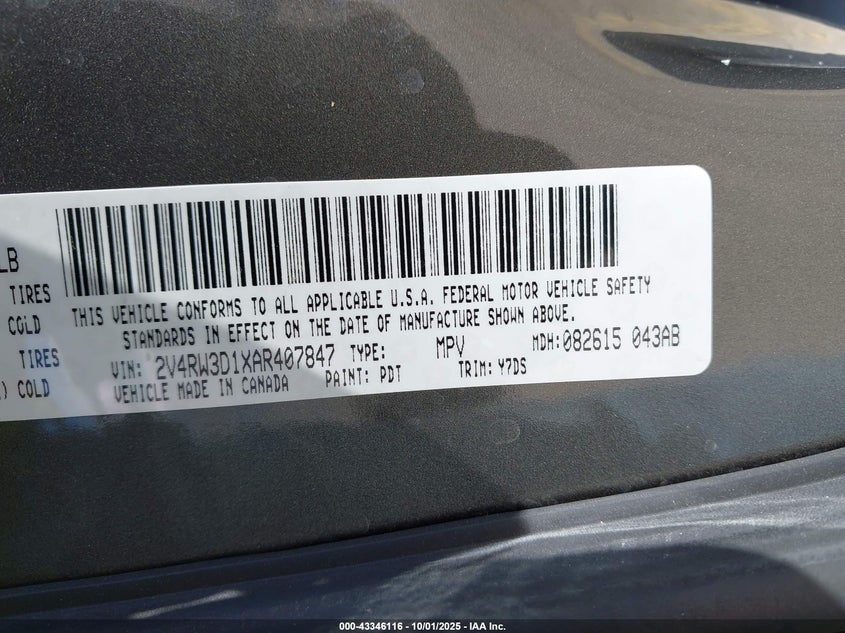 LB
TIRES
COLD
TIRES
) COLD
THIS VEHICLE CONFORMS TO ALL APPLICABLE U.S.A. FEDERAL MOTOR VEHICLE SAFETY
STANDARDS IN EFFECT ON THE DATE OF MANUFACTURE SHOWN ABOVE.
VIN: 2V4RW3D1XAR407847 TYPE: MPV MDH: 082615 043AB
VEHICLE MADE IN CANADA PAINT: PDT TRIM: Y7DS
000-43346116 - 10/01/2025 - IAA Inc.